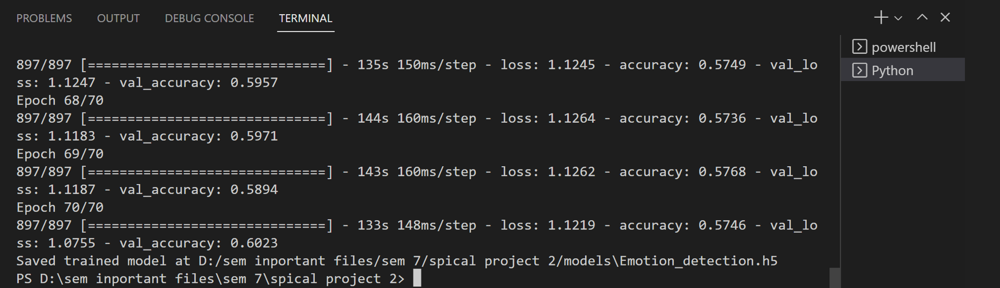 PROBLEMS OUTPUT DEBUG CONSOLE TERMINAL
powershell
Python
897/897 [==============================] - 135s 150ms/step - loss: 1.1245 - accuracy: 0.5749 - val_lo
ss: 1.1247 - val_accuracy: 0.5957
Epoch 68/70
897/897 [==============================] - 144s 160ms/step - loss: 1.1264 - accuracy: 0.5736 - val_lo
ss: 1.1183 - val_accuracy: 0.5971
Epoch 69/70
897/897 [==============================] - 143s 160ms/step - loss: 1.1262 - accuracy: 0.5768 - val_lo
ss: 1.1187 - val_accuracy: 0.5894
Epoch 70/70
897/897 [==============================] - 133s 148ms/step - loss: 1.1219 - accuracy: 0.5746 - val_lo
ss: 1.0755 - val_accuracy: 0.6023
Saved trained model at D:/sem inportant files/sem 7/spical project 2/models\Emotion_detection.h5
PS D:\sem inportant files\sem 7\spical project 2>